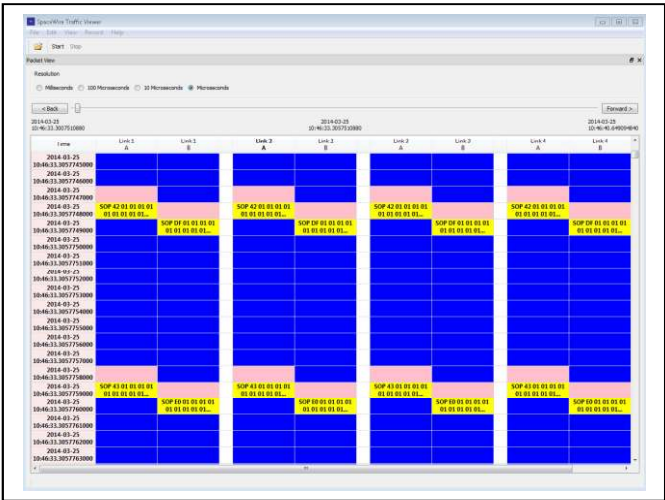 SpaceWire Traffic Viewer
File Edit View Record Help
Start Stop
Packet View
Resolution
Milliseconds 100 Microseconds 10 Microseconds Microseconds
< Back Forward >
2014-03-25 2014-03-25 2014-03-25
10:46:33.3057510000 10:46:33.3057510000
Time Link 1 Link 1 Link 2 Link 2 Link 3 Link 3 Link 4 Link 4
A B A B A B A B
2014-03-25
10:46:33.3057745000
2014-03-25
10:46:33.3057746000
2014-03-25
10:46:33.3057747000
2014-03-25 SOP 42 01 01 01 01 SOP 42 01 01 01 01 SOP 42 01 01 01 01 SOP 42 01 01 01 01
10:46:33.3057748000 01 01 01 01 01... 01 01 01 01 01... 01 01 01 01 01... 01 01 01 01 01...
2014-03-25 SOP DF 01 01 01 01 SOP DF 01 01 01 01 SOP DF 01 01 01 01 SOP DF 01 01 01 01
10:46:33.3057749000 01 01 01 01 01... 01 01 01 01 01... 01 01 01 01 01... 01 01 01 01 01...
2014-03-25
10:46:33.3057750000
2014-03-25
10:46:33.3057751000
2014-03-25
10:46:33.3057752000
2014-03-25
10:46:33.3057753000
2014-03-25
10:46:33.3057754000
2014-03-25
10:46:33.3057755000
2014-03-25
10:46:33.3057756000
2014-03-25
10:46:33.3057757000
2014-03-25
10:46:33.3057758000
2014-03-25 SOP 43 01 01 01 01 SOP 43 01 01 01 01 SOP 43 01 01 01 01 SOP 43 01 01 01 01
10:46:33.3057759000 01 01 01 01 01... 01 01 01 01 01... 01 01 01 01 01... 01 01 01 01 01...
2014-03-25 SOP E0 01 01 01 01 SOP E0 01 01 01 01 SOP E0 01 01 01 01 SOP E0 01 01 01 01
10:46:33.3057760000 01 01 01 01 01... 01 01 01 01 01... 01 01 01 01 01... 01 01 01 01 01...
2014-03-25
10:46:33.3057761000
2014-03-25
10:46:33.3057762000
2014-03-25
10:46:33.3057763000